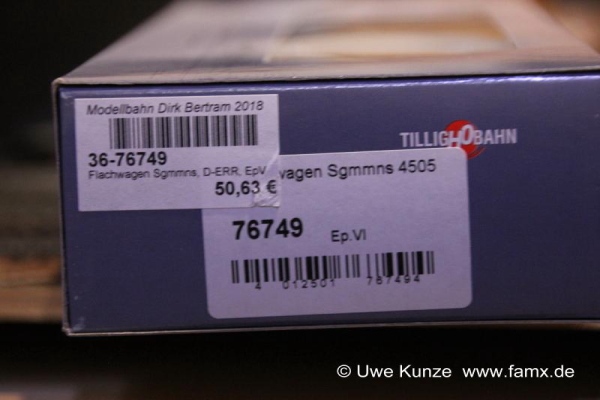 Modellbahn Dirk Bertram 2018
36-76749
Flachwagen Sgmmns, D-ERR, EpV
50,63 €
TILLIG H0 BAHN
wagen Sgmmns 4505
76749
Ep.VI
4 012501 767494
© Uwe Kunze www.famx.de